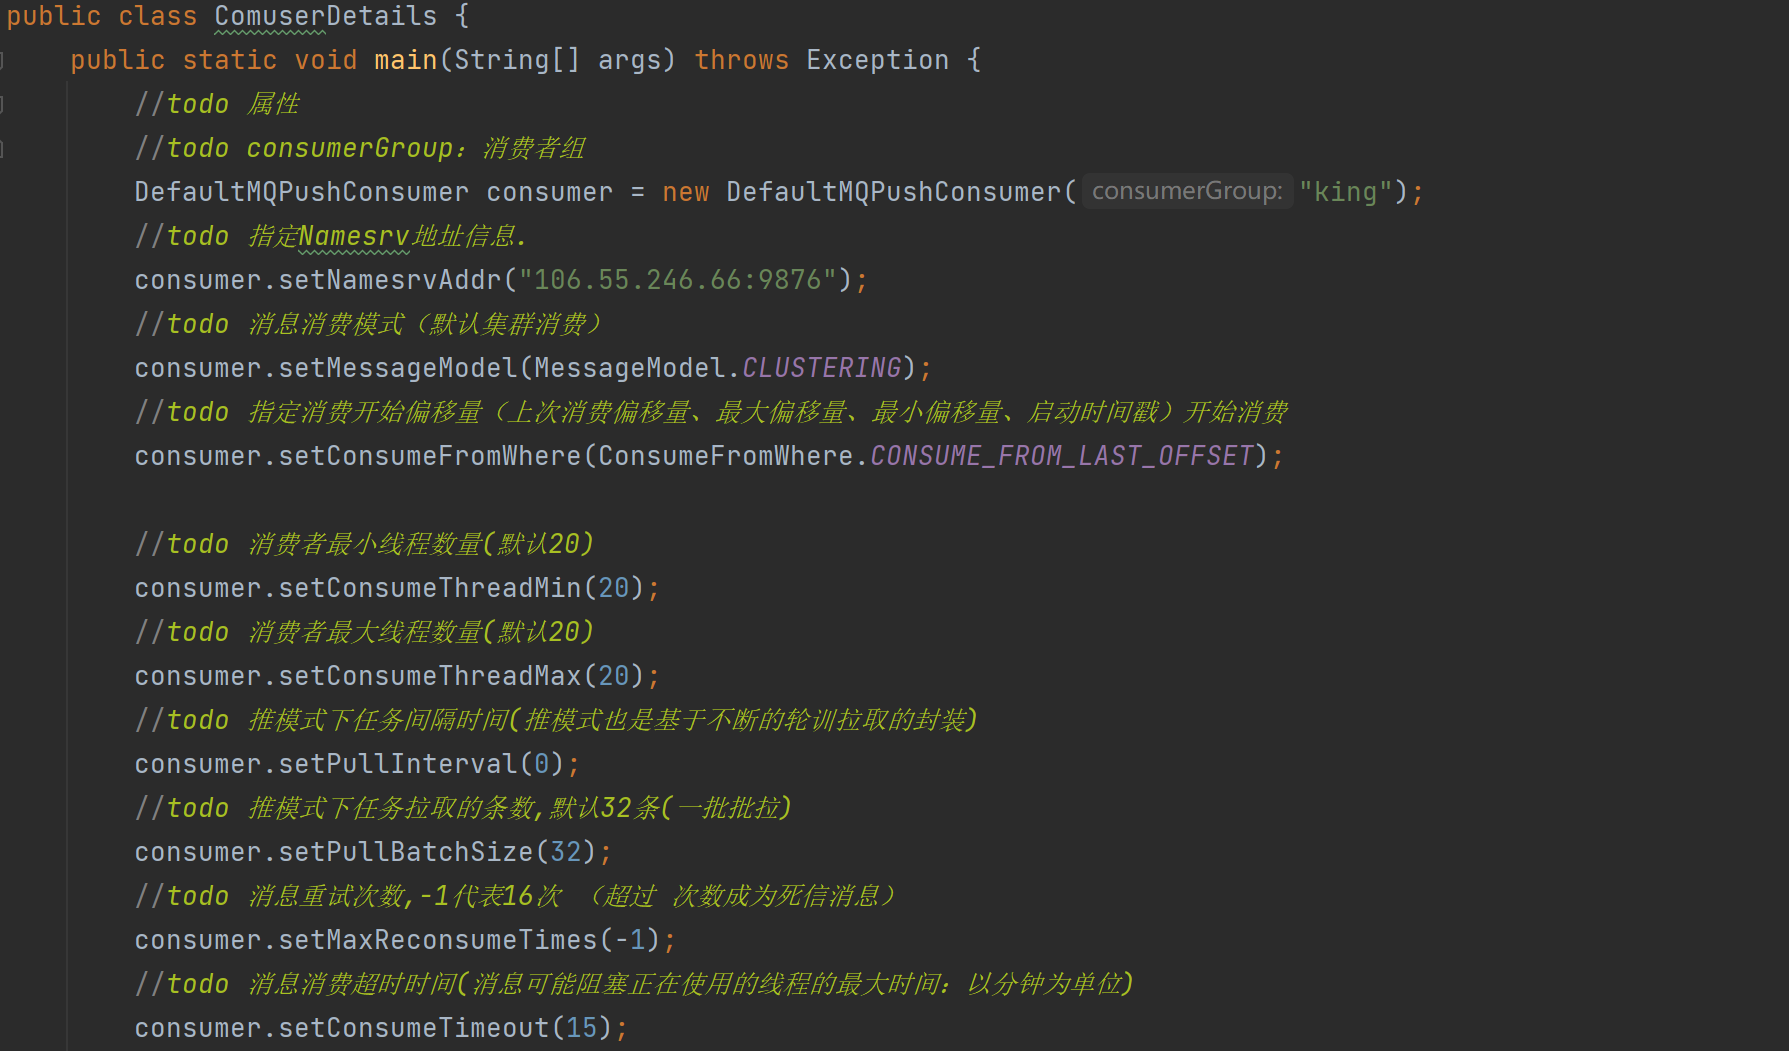 public class ComuserDetails {
public static void main(String[] args) throws Exception {
//todo 属性
//todo consumerGroup：消费者组
DefaultMQPushConsumer consumer = new DefaultMQPushConsumer( consumerGroup: "king");
//todo 指定Namesrv地址信息.
consumer.setNamesrvAddr("106.55.246.66:9876");
//todo 消息消费模式（默认集群消费）
consumer.setMessageModel(MessageModel.CLUSTERING);
//todo 指定消费开始偏移量（上次消费偏移量、最大偏移量、最小偏移量、启动时间戳）开始消费
consumer.setConsumeFromWhere(ConsumeFromWhere.CONSUME_FROM_LAST_OFFSET);
//todo 消费者最小线程数量(默认20)
consumer.setConsumeThreadMin(20);
//todo 消费者最大线程数量(默认20)
consumer.setConsumeThreadMax(20);
//todo 推模式下任务间隔时间(推模式也是基于不断的轮训拉取的封装)
consumer.setPullInterval(0);
//todo 推模式下任务拉取的条数,默认32条(一批批拉)
consumer.setPullBatchSize(32);
//todo 消息重试次数,-1代表16次 （超过 次数成为死信消息）
consumer.setMaxReconsumeTimes(-1);
//todo 消息消费超时时间(消息可能阻塞正在使用的线程的最大时间：以分钟为单位)
consumer.setConsumeTimeout(15);